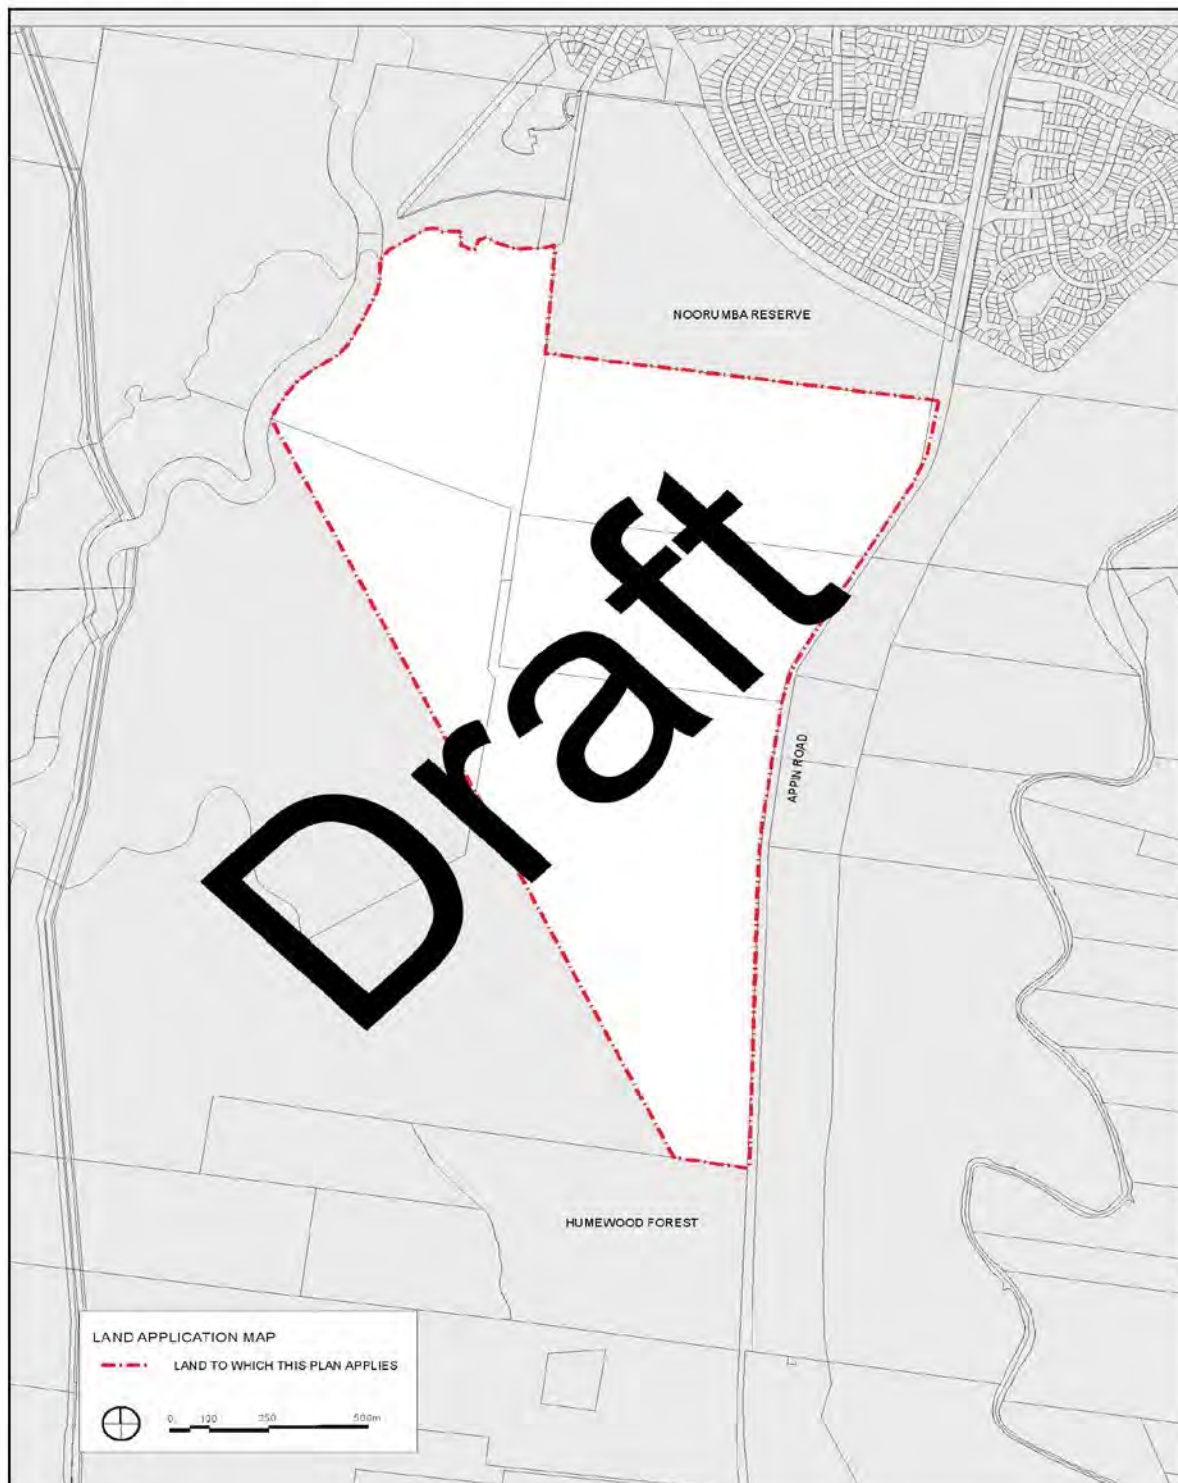 NOORUMBA RESERVE
Draft
APPIN ROAD
HUMEWOOD FOREST
LAND APPLICATION MAP
LAND TO WHICH THIS PLAN APPLIES
0 100 250 500m